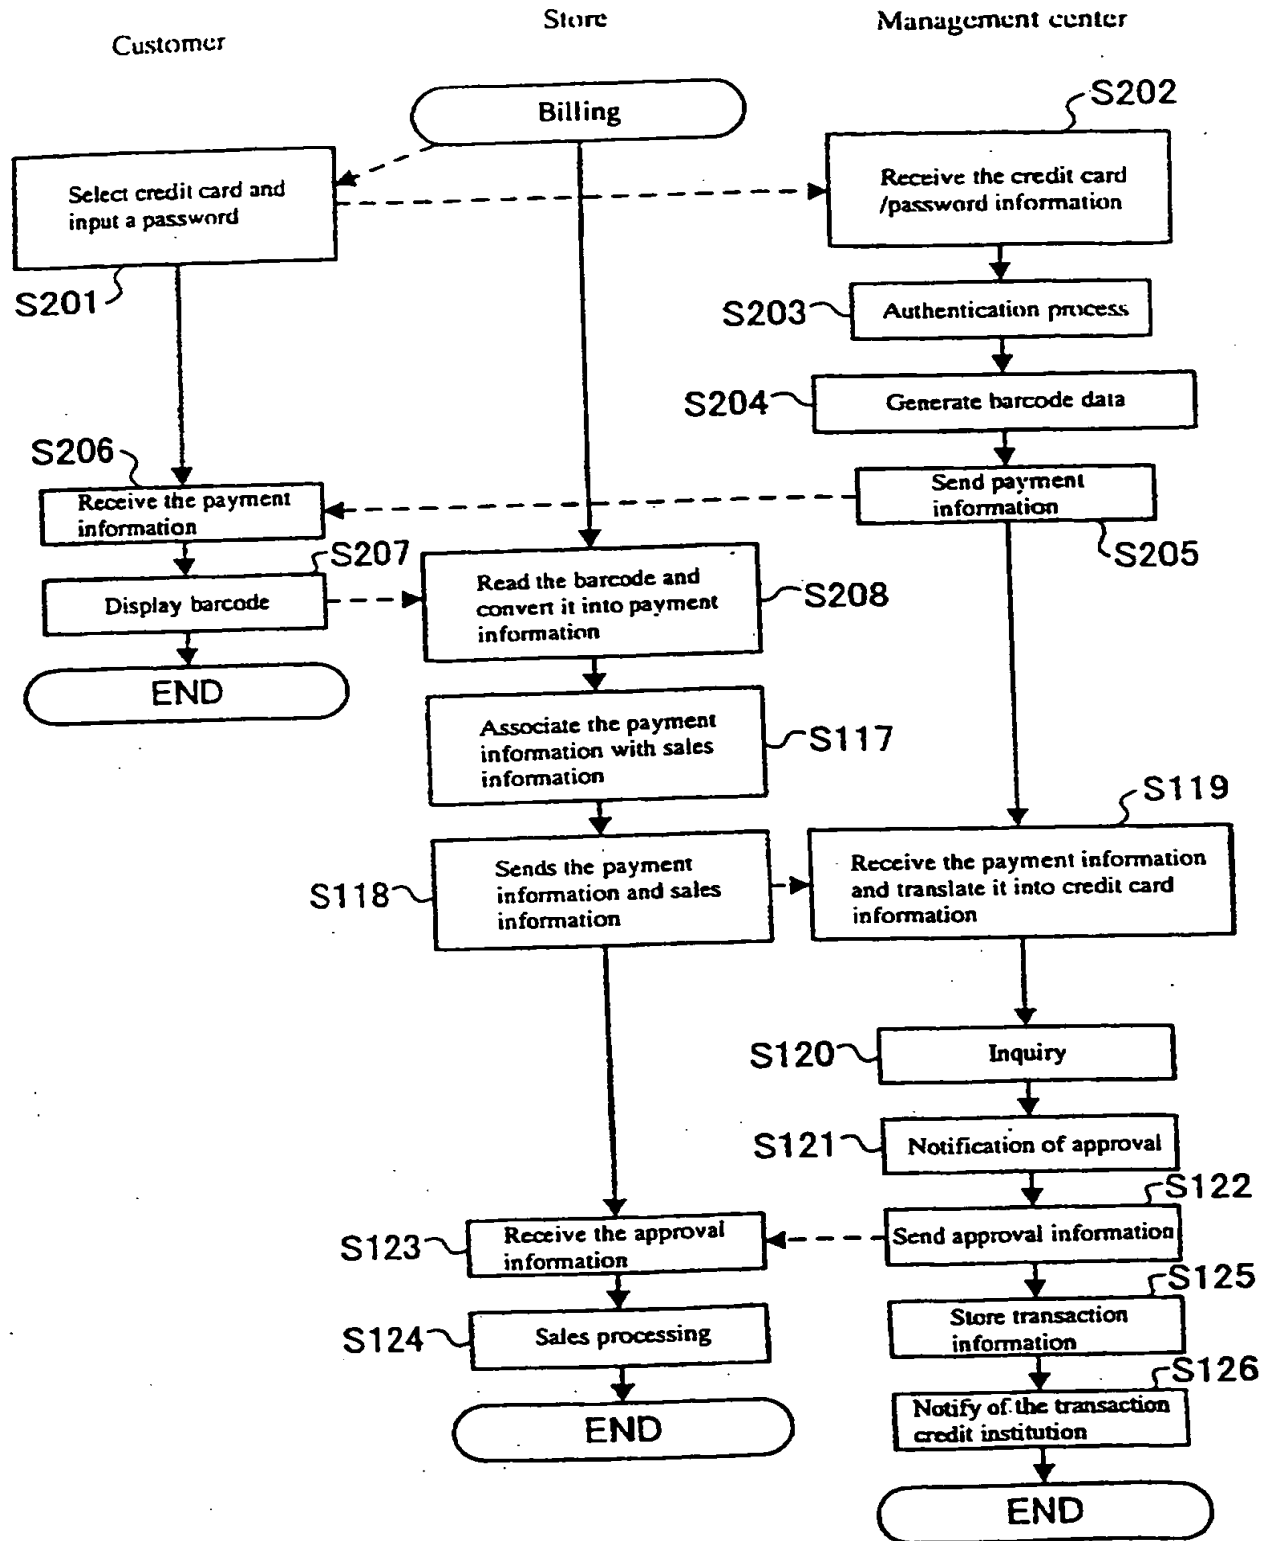 Customer
Store
Management center
Billing
S202
Select credit card and
input a password
Receive the credit card
/password information
S201
S203
Authentication process
S204
Generate barcode data
S206
Receive the payment
information
Send payment
information
S205
S207
Display barcode
Read the barcode and
convert it into payment
information
S208
END
Associate the payment
information with sales
information
S117
S119
S118
Sends the payment
information and sales
information
Receive the payment information
and translate it into credit card
information
S120
Inquiry
S121
Notification of approval
S122
S123
Receive the approval
information
Send approval information
S125
S124
Sales processing
Store transaction
information
S126
END
Notify of the transaction
credit institution
END